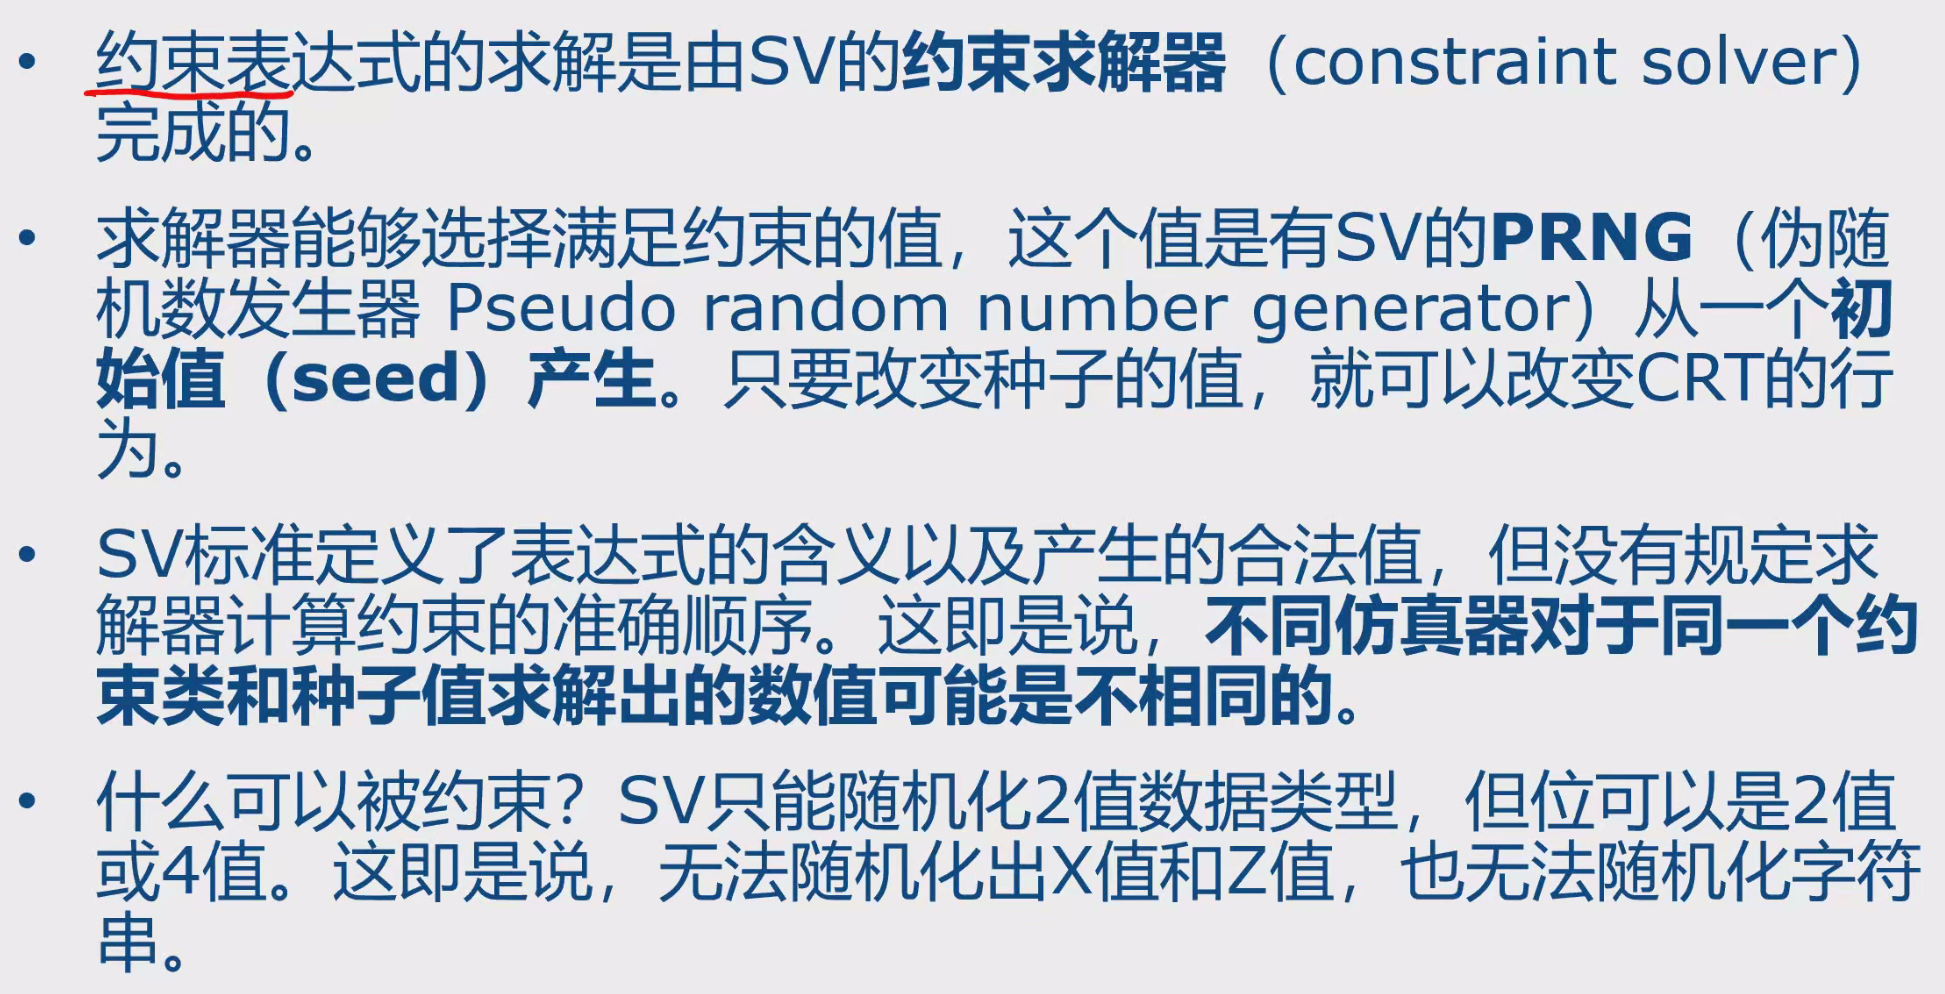 • 约束表达式的求解是由SV的约束求解器（constraint solver）
完成的。
• 求解器能够选择满足约束的值，这个值是有SV的PRNG（伪随
机数发生器 Pseudo random number generator）从一个初
始值（seed）产生。只要改变种子的值，就可以改变CRT的行
为。
• SV标准定义了表达式的含义以及产生的合法值，但没有规定求
解器计算约束的准确顺序。这即是说，不同仿真器对于同一个约
束类和种子值求解出的数值可能是不相同的。
• 什么可以被约束？SV只能随机化2值数据类型，但位可以是2值
或4值。这即是说，无法随机化出X值和Z值，也无法随机化字符
串。